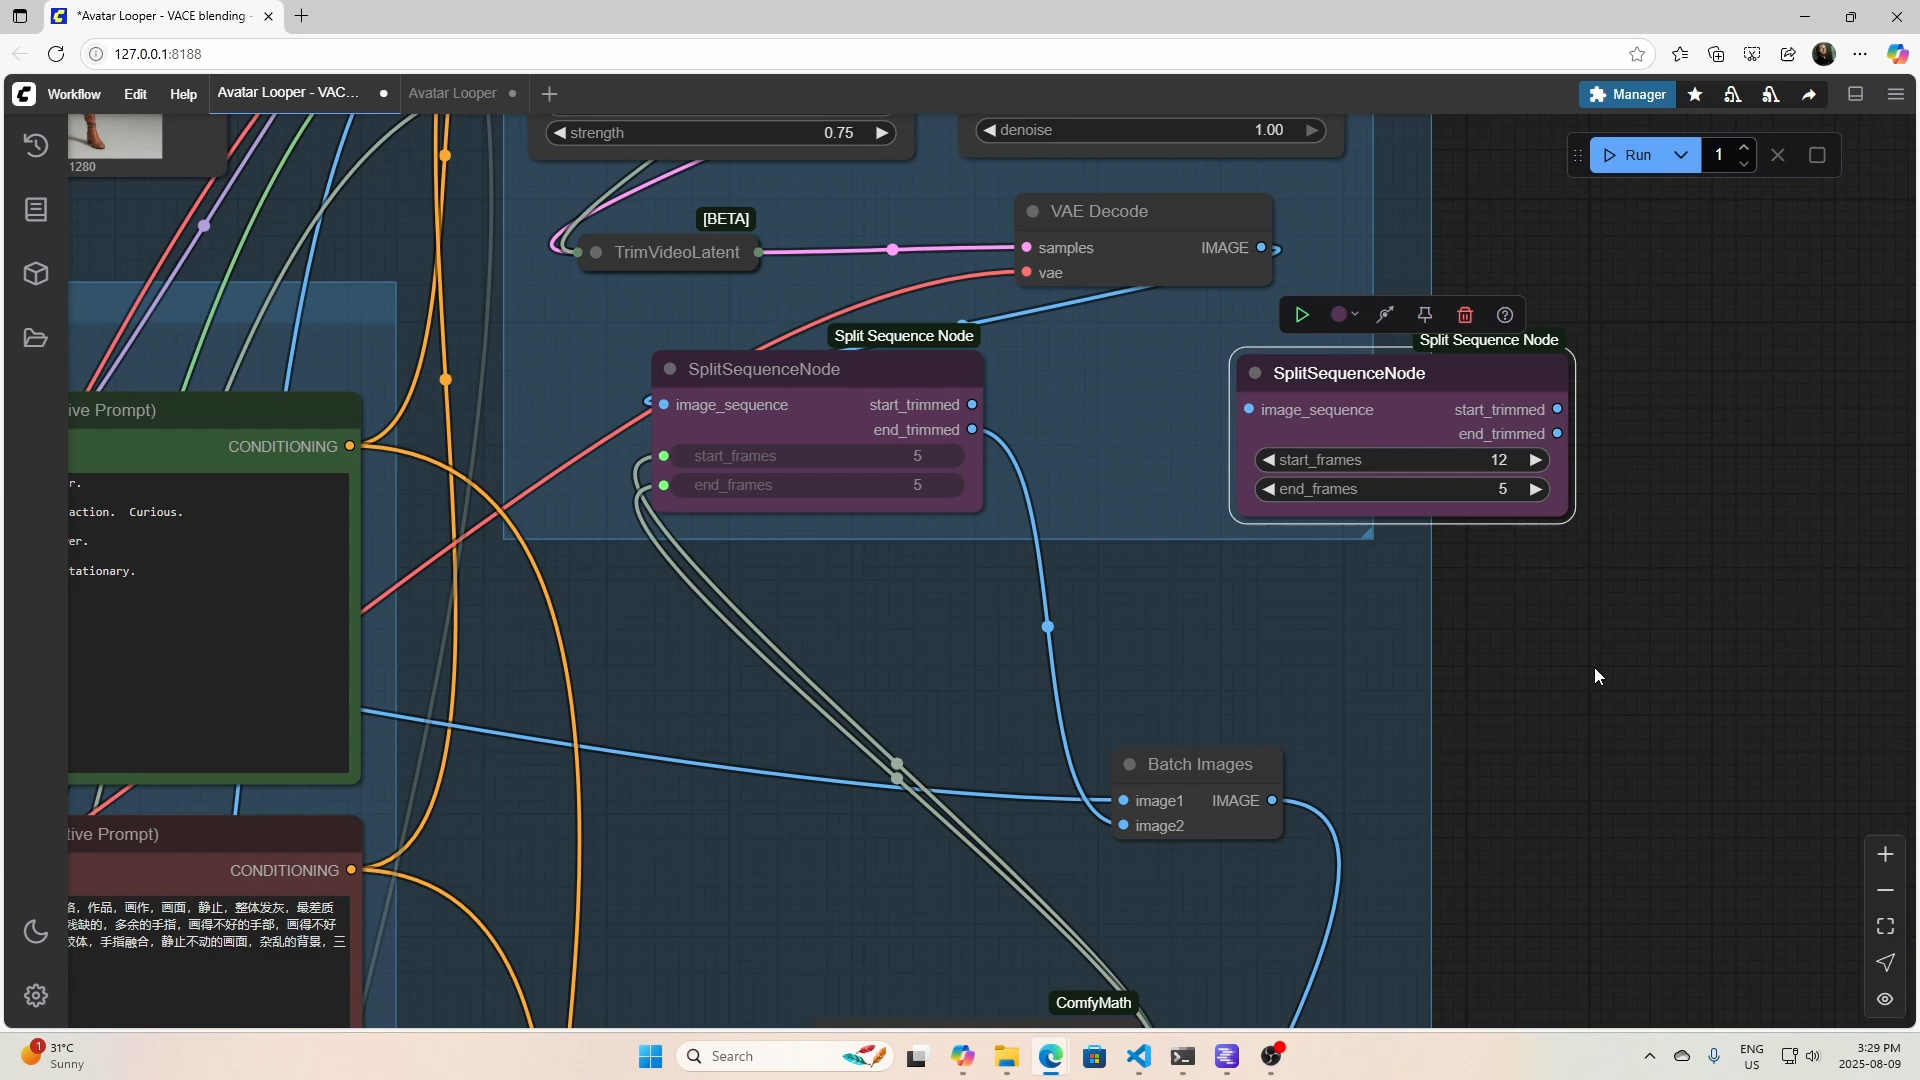 *Avatar Looper - VACE blending -
127.0.0.1:8188
Workflow
Edit
Help
Avatar Looper - VAC...
Avatar Looper
Manager
strength
0.75
denoise
1.00
1280
Run
1
[BETA]
TrimVideoLatent
VAE Decode
samples
IMAGE
vae
Split Sequence Node
SplitSequenceNode
image_sequence
start_trimmed
end_trimmed
start_frames
5
end_frames
5
Split Sequence Node
SplitSequenceNode
image_sequence
start_trimmed
end_trimmed
start_frames
12
end_frames
5
ive Prompt)
CONDITIONING
r.
action.  Curious.
er.
tationary.
Batch Images
image1
IMAGE
image2
tive Prompt)
CONDITIONING
作品，画作，画面，静止，整体发灰，最差质
残缺的，多余的手指，画得不好的手部，画得不好
肢体，手指融合，静止不动的画面，杂乱的背景，三
ComfyMath
1
31°C
Sunny
Search
ENG
US
3:29 PM
2025-08-09